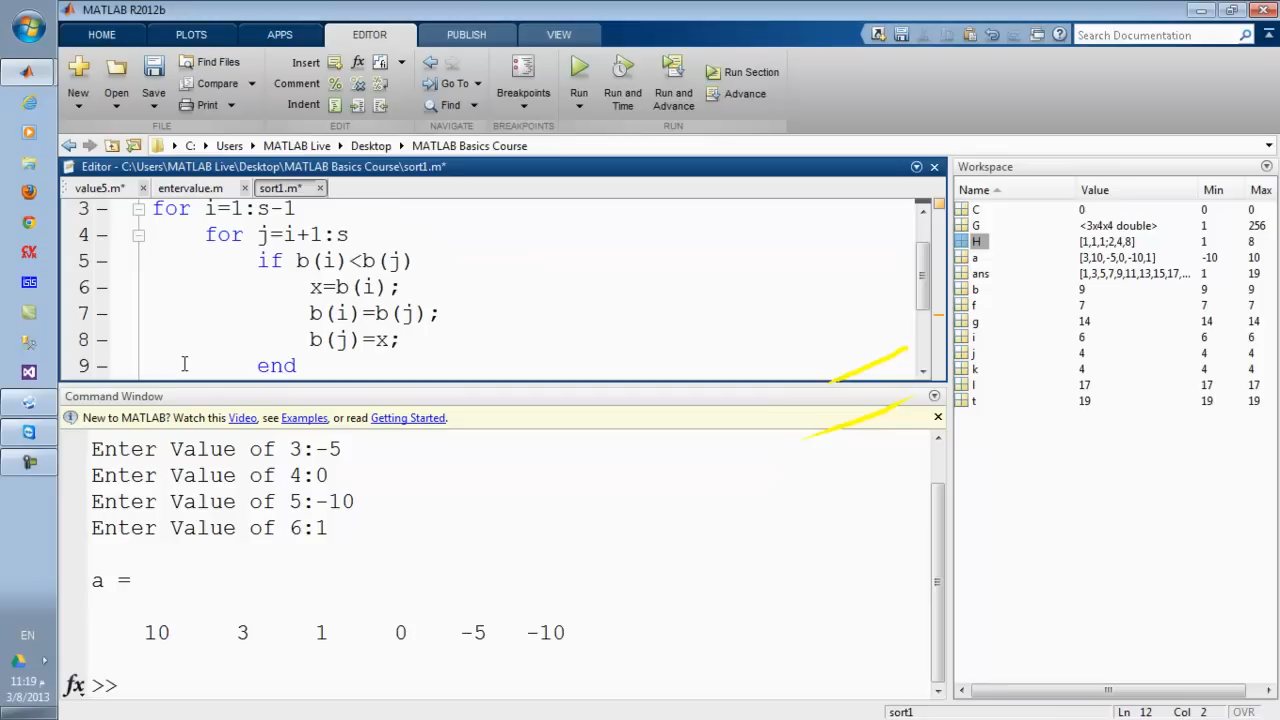 MATLAB R2012b
HOME PLOTS APPS EDITOR PUBLISH VIEW
Search Documentation
New Open Save Find Files Compare Print
Insert Comment Indent
Go To Find
Breakpoints
Run Run and Time Run and Advance Run Section Advance
FILE EDIT NAVIGATE BREAKPOINTS RUN
C: Users MATLAB Live Desktop MATLAB Basics Course
Editor - C:\Users\MATLAB Live\Desktop\MATLAB Basics Course\sort1.m*
value5.m* entervalue.m sort1.m*
3 – for i=1:s-1
4 – for j=i+1:s
5 – if b(i)<b(j)
6 – x=b(i);
7 – b(i)=b(j);
8 – b(j)=x;
9 – end
Command Window
New to MATLAB? Watch this Video, see Examples, or read Getting Started.
Enter Value of 3:-5
Enter Value of 4:0
Enter Value of 5:-10
Enter Value of 6:1
a =
10 3 1 0 -5 -10
fx >>
Workspace
Name Value Min Max
C 0 0 0
G <3x4x4 double> 1 256
H [1,1,1;2,4,8] 1 8
a [3,10,-5,0,-10,1] -10 10
ans [1,3,5,7,9,11,13,15,17,... 1 19
b 9 9 9
f 7 7 7
g 14 14 14
i 6 6 6
j 4 4 4
k 4 4 4
l 17 17 17
t 19 19 19
sort1 Ln 12 Col 2 OVR
EN
11:19 م
3/8/2013